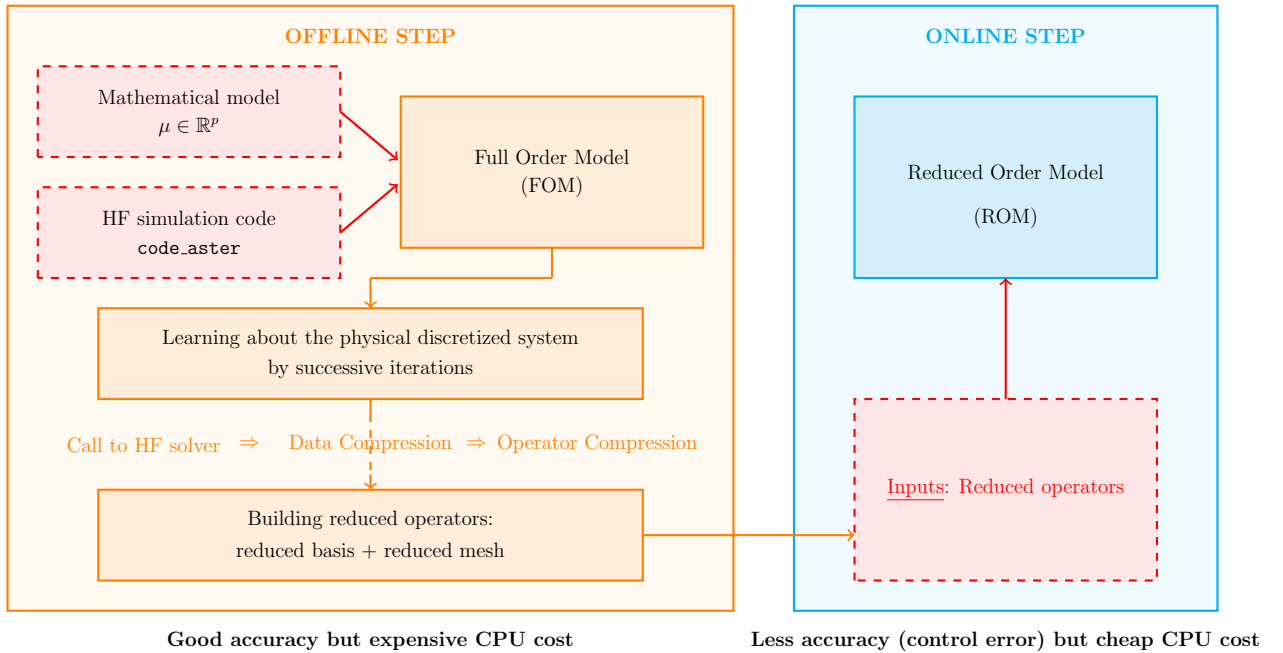 OFFLINE STEP
Mathematical model
μ ∈ ℝᵖ
HF simulation code
code_aster
Full Order Model
(FOM)
Learning about the physical discretized system
by successive iterations
Call to HF solver ⇒ Data Compression ⇒ Operator Compression
Building reduced operators:
reduced basis + reduced mesh
Good accuracy but expensive CPU cost
ONLINE STEP
Reduced Order Model
(ROM)
Inputs: Reduced operators
Less accuracy (control error) but cheap CPU cost